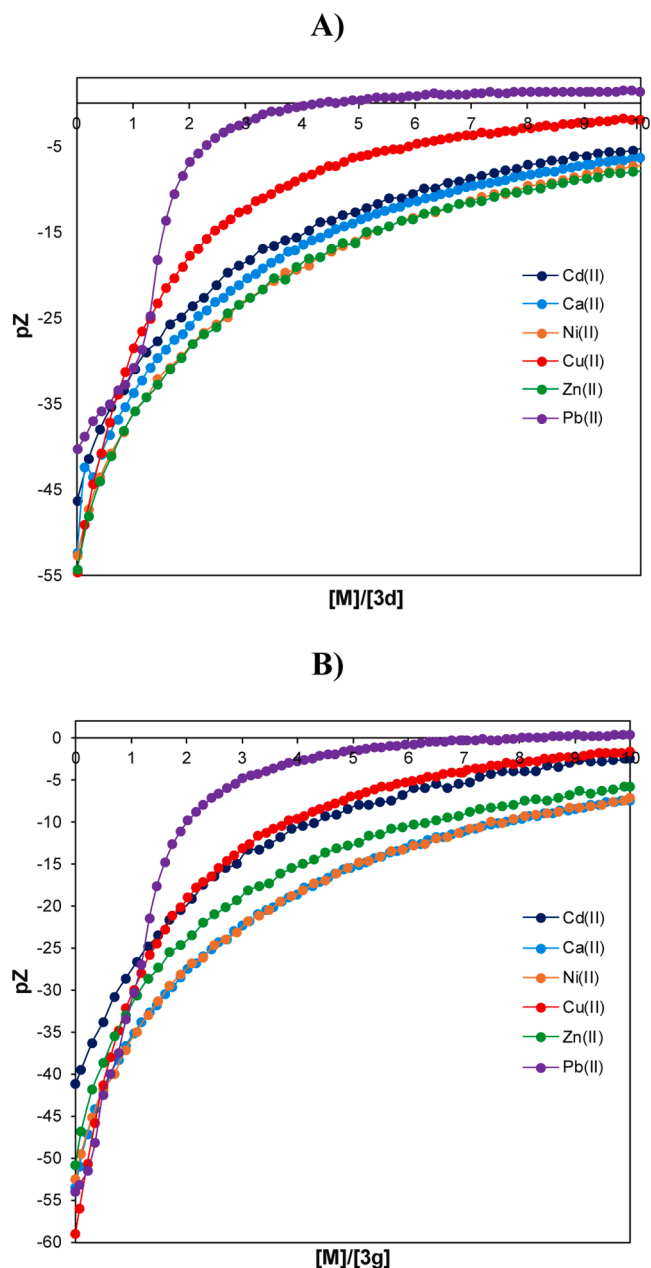 A)
0 1 2 3 4 5 6 7 8 9 10
-5
-15
-25
-35
-45
-55
pZ
Cd(II)
Ca(II)
Ni(II)
Cu(II)
Zn(II)
Pb(II)
[M]/[3d]
B)
0 1 2 3 4 5 6 7 8 9 10
0
-5
-10
-15
-20
-25
-30
-35
-40
-45
-50
-55
-60
pZ
Cd(II)
Ca(II)
Ni(II)
Cu(II)
Zn(II)
Pb(II)
[M]/[3g]